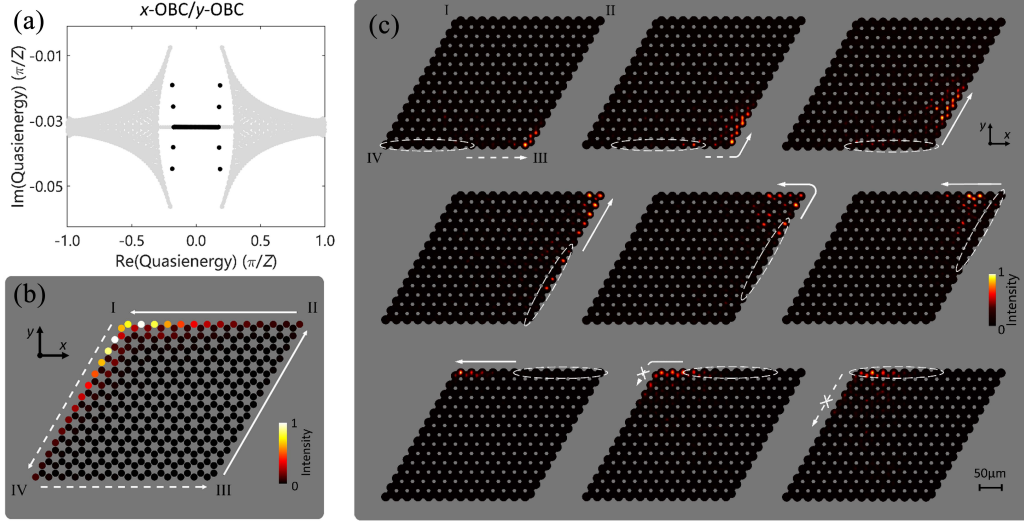 (a)
x-OBC/y-OBC
Im(Quasienergy) (π/Z)
-0.01
-0.03
-0.05
-1.0 -0.5 0.0 0.5 1.0
Re(Quasienergy) (π/Z)
(b)
I
II
y
x
1
Intensity
0
IV
III
(c)
I
II
IV
III
y
x
1
Intensity
0
50μm